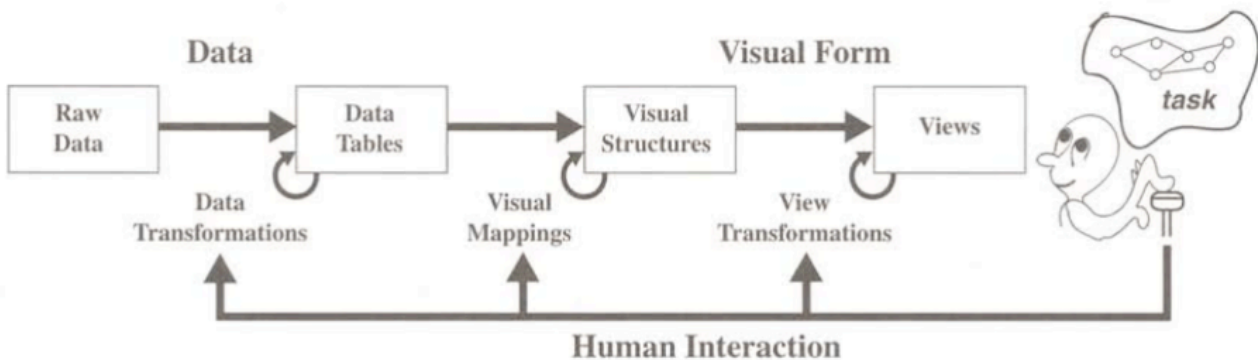 Data
Visual Form
task
Raw
Data
Data
Tables
Visual
Structures
Views
Data
Transformations
Visual
Mappings
View
Transformations
Human Interaction